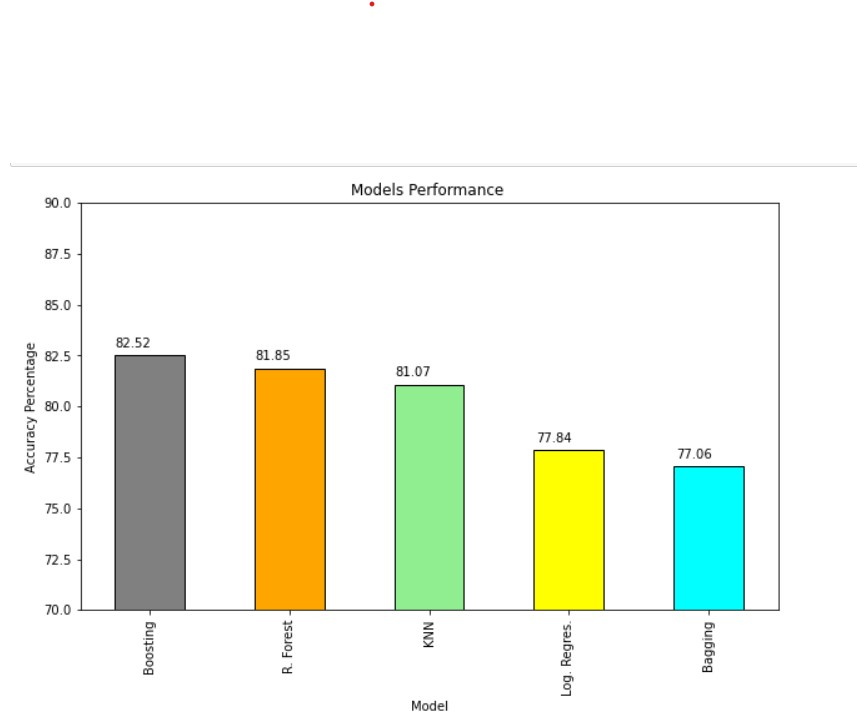 Models Performance
90.0
87.5
85.0
82.5
80.0
77.5
75.0
72.5
70.0
Accuracy Percentage
82.52
81.85
81.07
77.84
77.06
Boosting
R. Forest
KNN
Log. Regres.
Bagging
Model